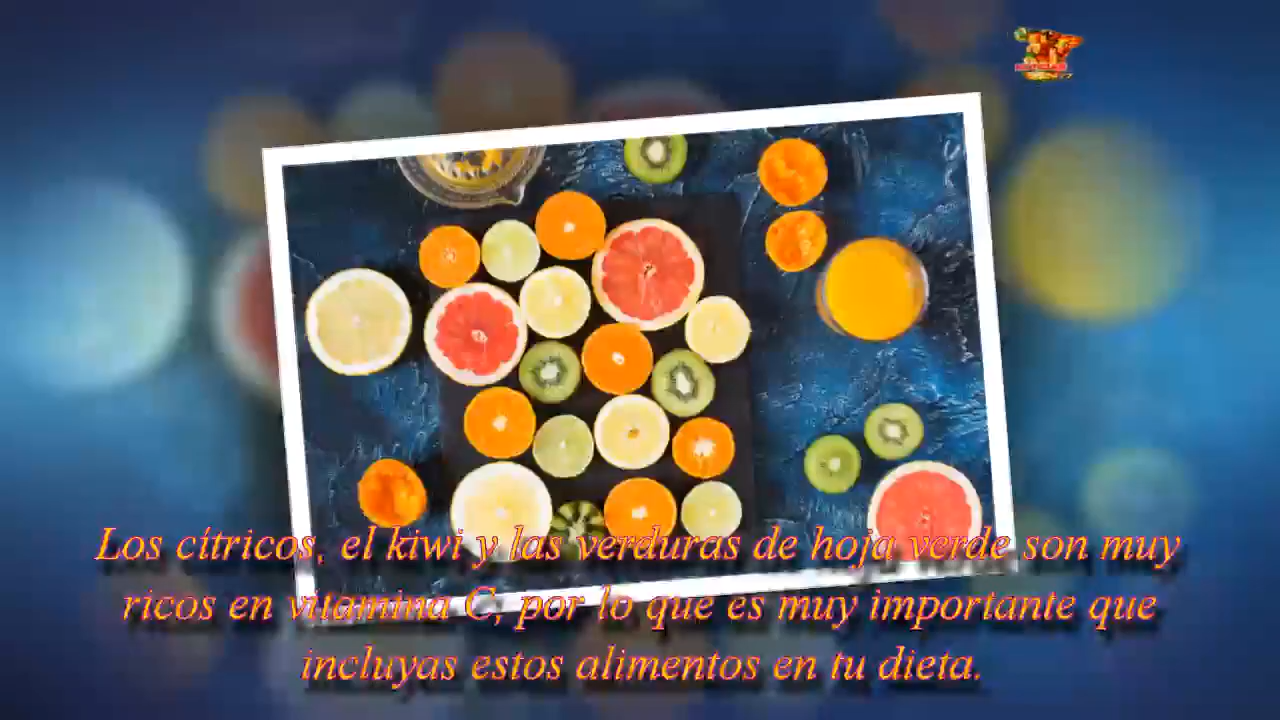 Los cítricos, el kiwi y las verduras de hoja verde son muy
ricos en vitamina C, por lo que es muy importante que
incluyas estos alimentos en tu dieta.